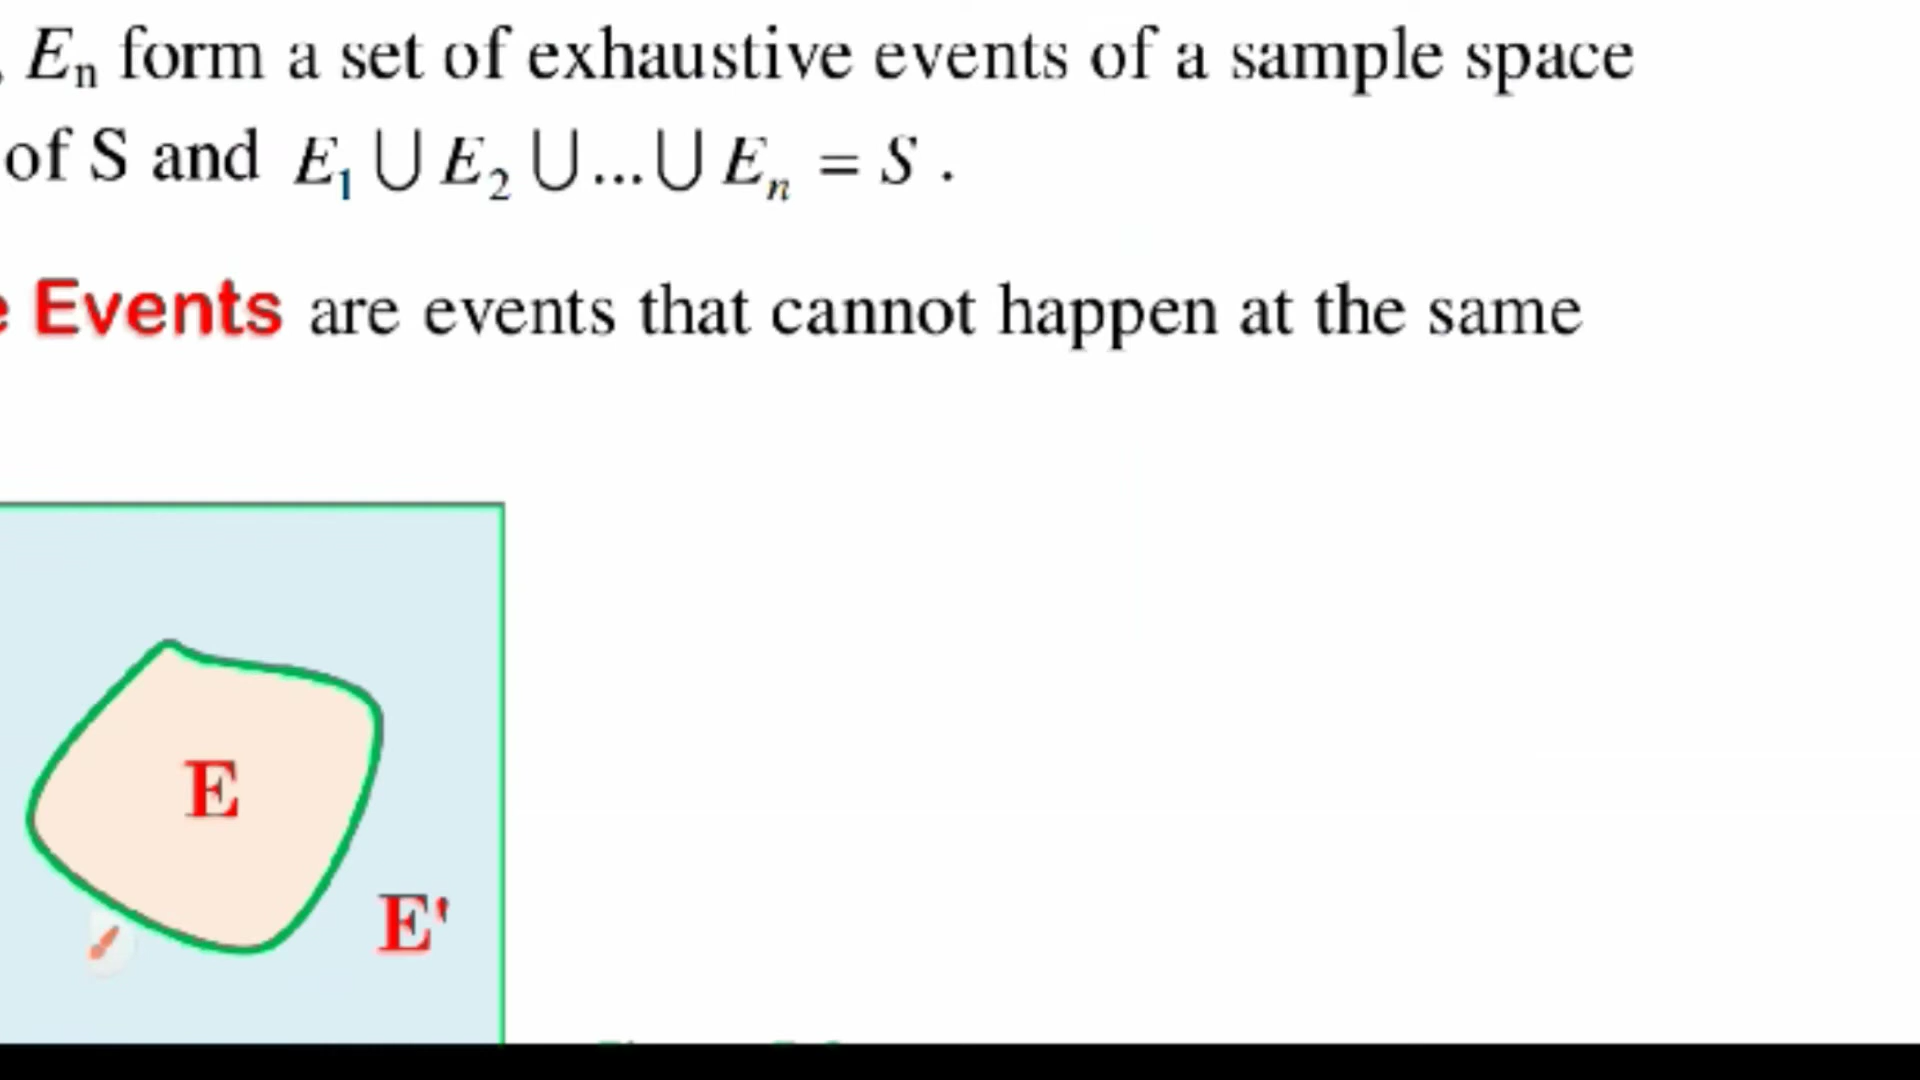 , Eₙ form a set of exhaustive events of a sample space
of S and E₁ ⋃ E₂ ⋃...⋃ Eₙ = S .
e Events are events that cannot happen at the same
E
E'